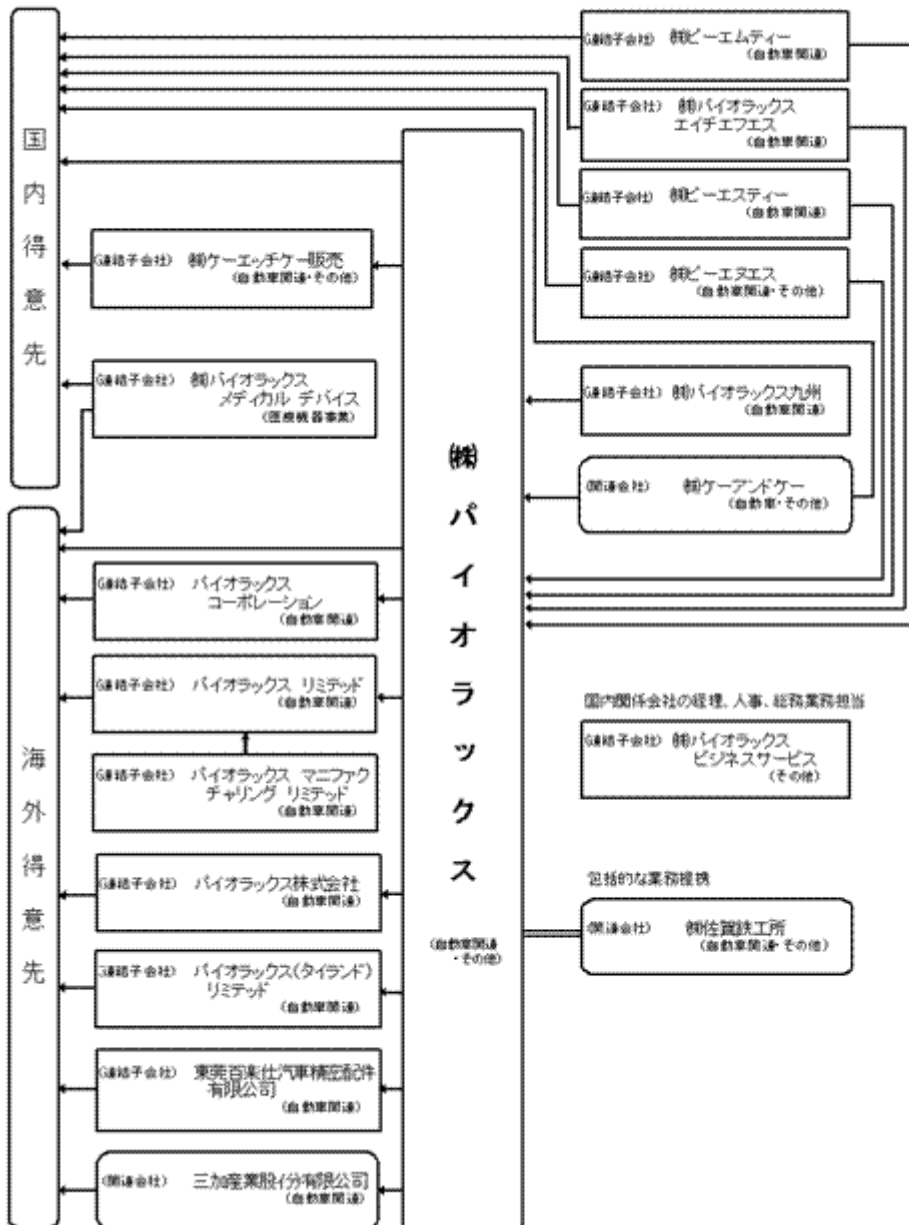 国内得意先
(連結子会社) ㈱ケーエッチケー販売
(自動車関連・その他)
(連結子会社) ㈱パイオラックス
メディカル デバイス
(医療機器事業)
海外得意先
(連結子会社) パイオラックス
コーポレーション
(自動車関連)
(連結子会社) パイオラックス リミテッド
(自動車関連)
(連結子会社) パイオラックス マニファク
チャリング リミテッド
(自動車関連)
(連結子会社) パイオラックス株式会社
(自動車関連)
(連結子会社) パイオラックス(タイランド)
リミテッド
(自動車関連)
(連結子会社) 東莞百楽仕汽車精密配件
有限公司
(自動車関連)
(関連会社) 三加産業股イ分有限公司
(自動車関連)
㈱パイオラックス
(自動車関連
・その他)
(連結子会社) ㈱ピーエムティー
(自動車関連)
(連結子会社) ㈱パイオラックス
エイチエフエス
(自動車関連)
(連結子会社) ㈱ピーエスティー
(自動車関連)
(連結子会社) ㈱ピーエヌエス
(自動車関連・その他)
(連結子会社) ㈱パイオラックス九州
(自動車関連)
(関連会社) ㈱ケーアンドケー
(自動車・その他)
国内関係会社の経理、人事、総務業務担当
(連結子会社) ㈱パイオラックス
ビジネスサービス
(その他)
包括的な業務提携
(関連会社) ㈱佐賀鉄工所
(自動車関連・その他)